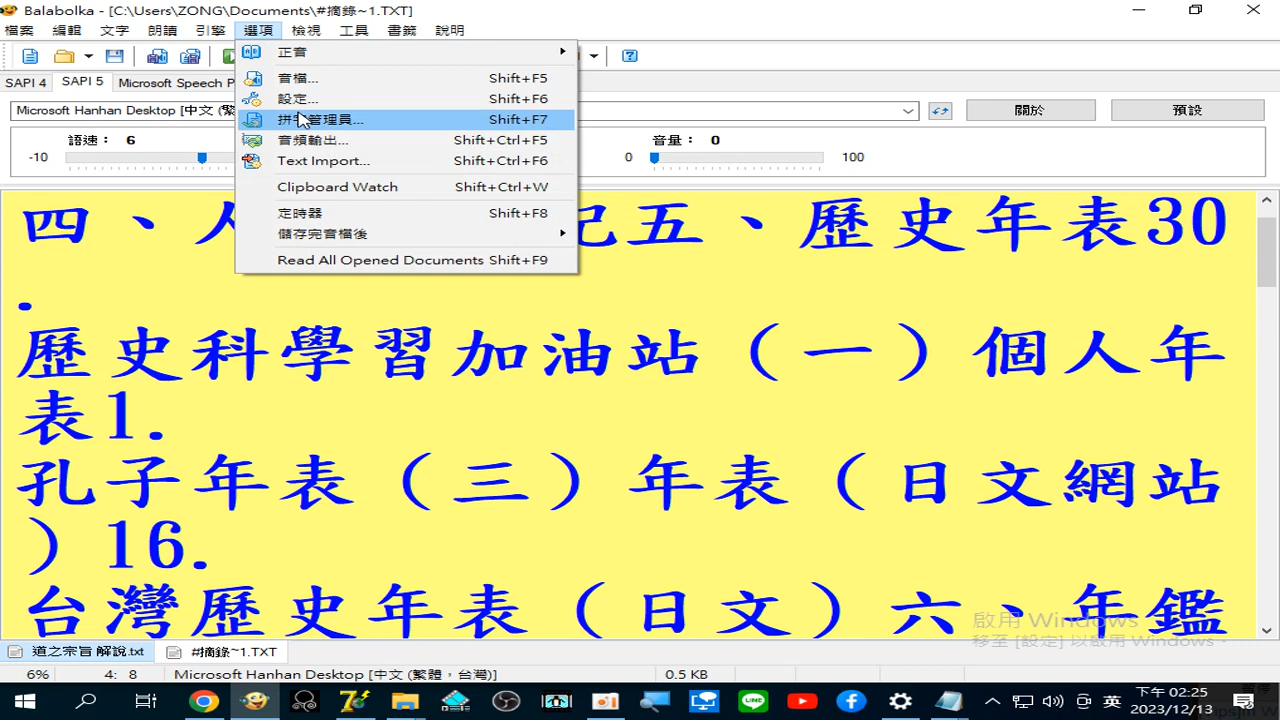 Balabolka - [C:\Users\ZONG\Documents\#摘錄~1.TXT]
檔案 編輯 文字 朗讀 引擎 選項 檢視 工具 書籤 說明
正音
音檔... Shift+F5
設定... Shift+F6
管理員... Shift+F7
音頻輸出... Shift+Ctrl+F5
Text Import... Shift+Ctrl+F6
Clipboard Watch Shift+Ctrl+W
定時器 Shift+F8
儲存完音檔後
Read All Opened Documents Shift+F9
SAPI 4 SAPI 5 Microsoft Speech P
Microsoft Hanhan Desktop [中文 (繁
關於 預設
語速： 6 音量： 0
-10 0 100
四、 記五、歷史年表30
.
歷史科學習加油站（一）個人年
表1.
孔子年表（三）年表（日文網站
）16.
台灣歷史年表（日文）六、年鑑
啟用 Windows
移至 [設定] 以啟用 Windows。
道之宗旨 解說.txt #摘錄~1.TXT
6% 4: 8 Microsoft Hanhan Desktop [中文 (繁體，台灣)] 0.5 KB
英
下午 02:25
2023/12/13